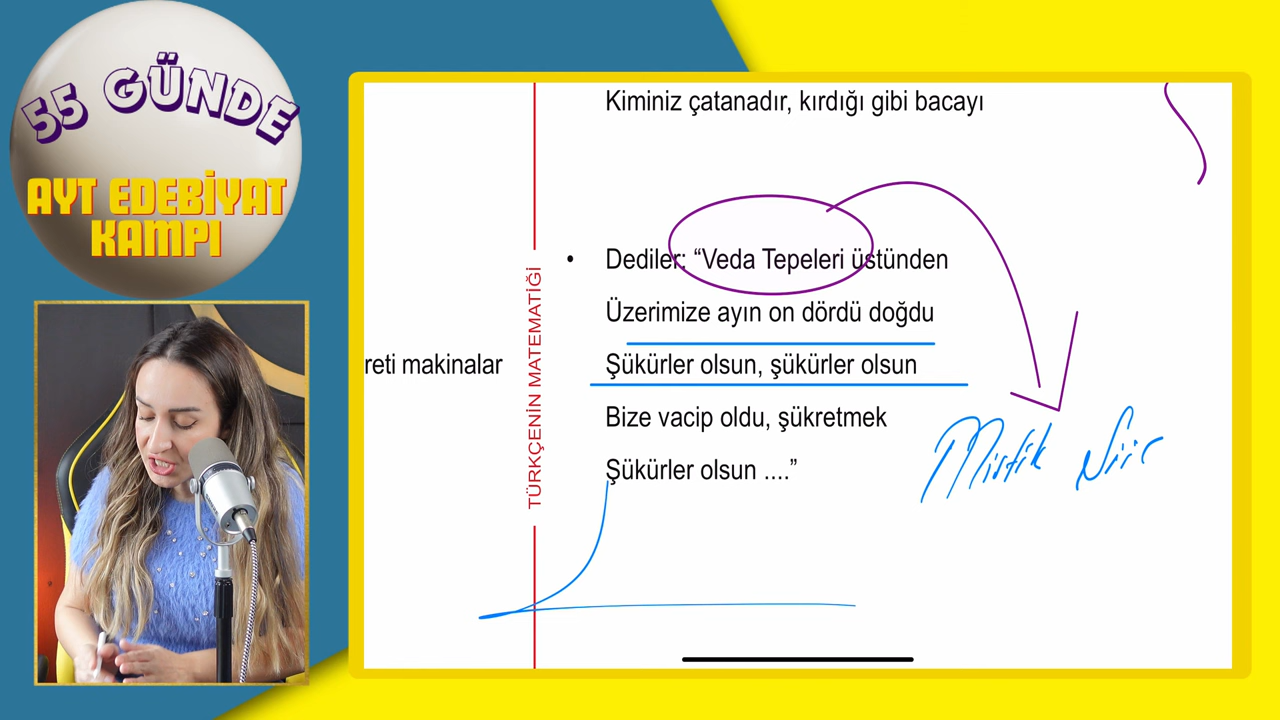 55 GÜNDE
AYT EDEBİYAT
KAMPI
Kiminiz çatanadır, kırdığı gibi bacayı
• Dediler: “Veda Tepeleri üstünden
Üzerimize ayın on dördü doğdu
Şükürler olsun, şükürler olsun
Bize vacip oldu, şükretmek
Şükürler olsun ....”
reti makinalar
TÜRKÇENİN MATEMATİĞİ
Mistik Şiir